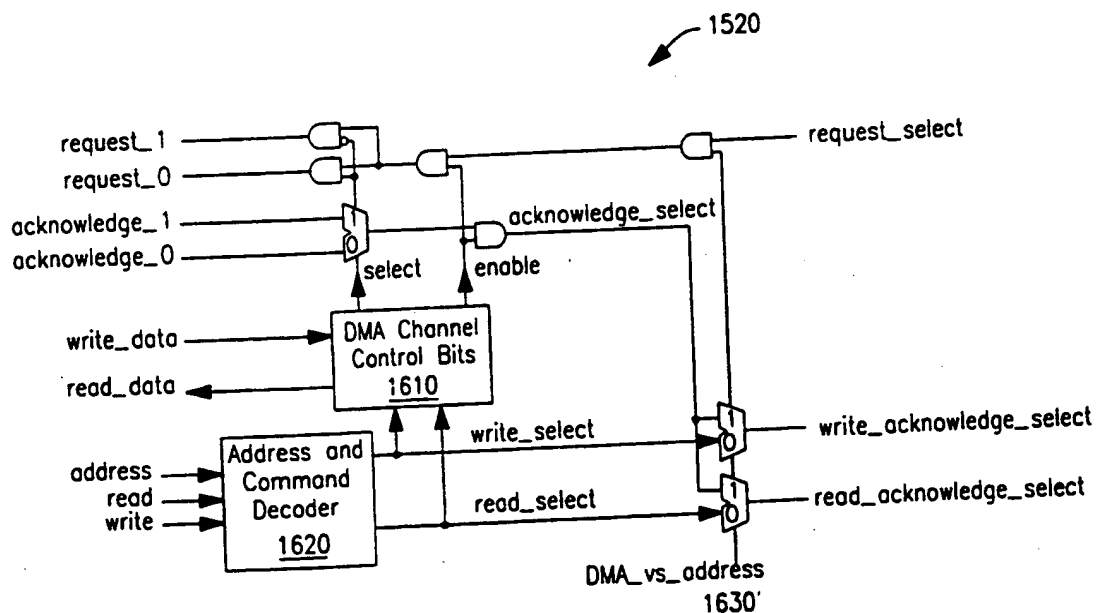 1520
request_1
request_select
request_0
acknowledge_1
acknowledge_select
acknowledge_0
1
0
select
enable
write_data
DMA Channel
Control Bits
1610
read_data
write_select
1
0
write_acknowledge_select
Address and
Command
Decoder
1620
address
read
write
read_select
1
0
read_acknowledge_select
DMA_vs_address
1630'